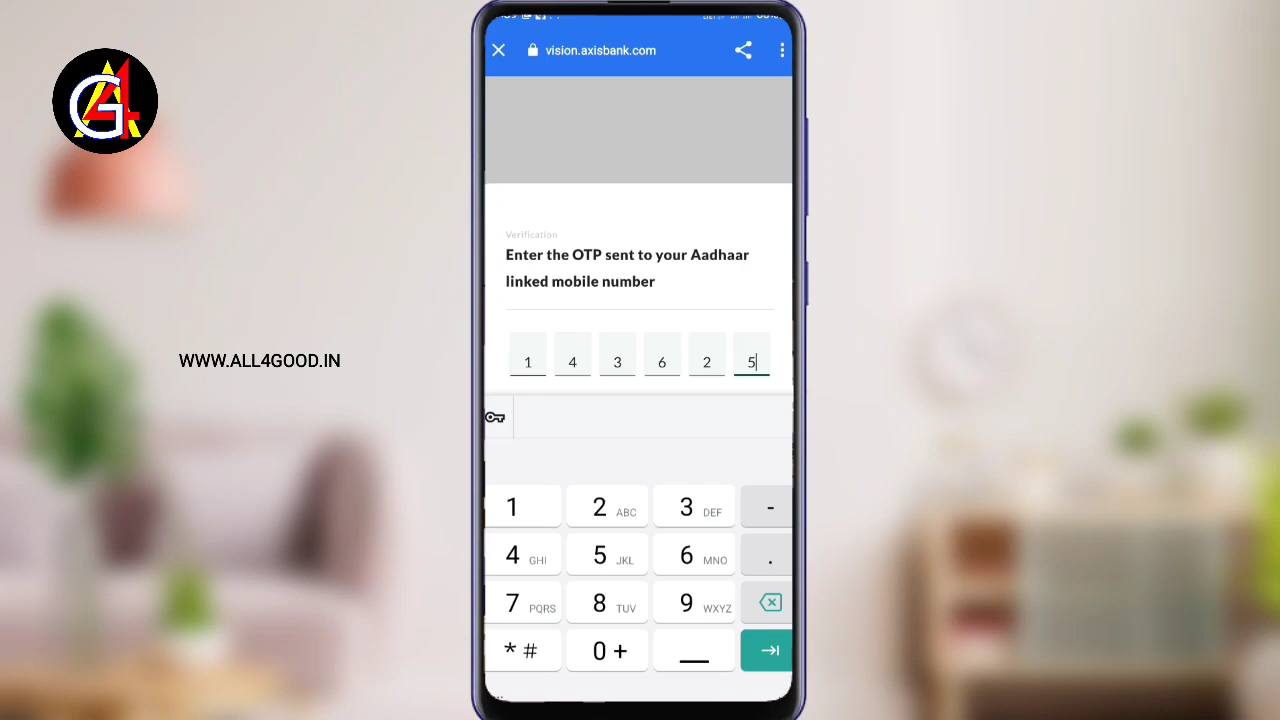 vision.axisbank.com
Verification
Enter the OTP sent to your Aadhaar
linked mobile number
1 4 3 6 2 5
WWW.ALL4GOOD.IN
1 2 ABC 3 DEF -
4 GHI 5 JKL 6 MNO .
7 PQRS 8 TUV 9 WXYZ
* # 0 +